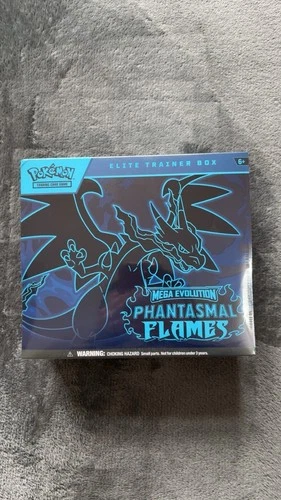 POKÉMON
TRADING CARD GAME
ELITE TRAINER BOX
6+
MEGA EVOLUTION
PHANTASMAL
FLAMES
WARNING: CHOKING HAZARD Small parts. Not for children under 3 years.